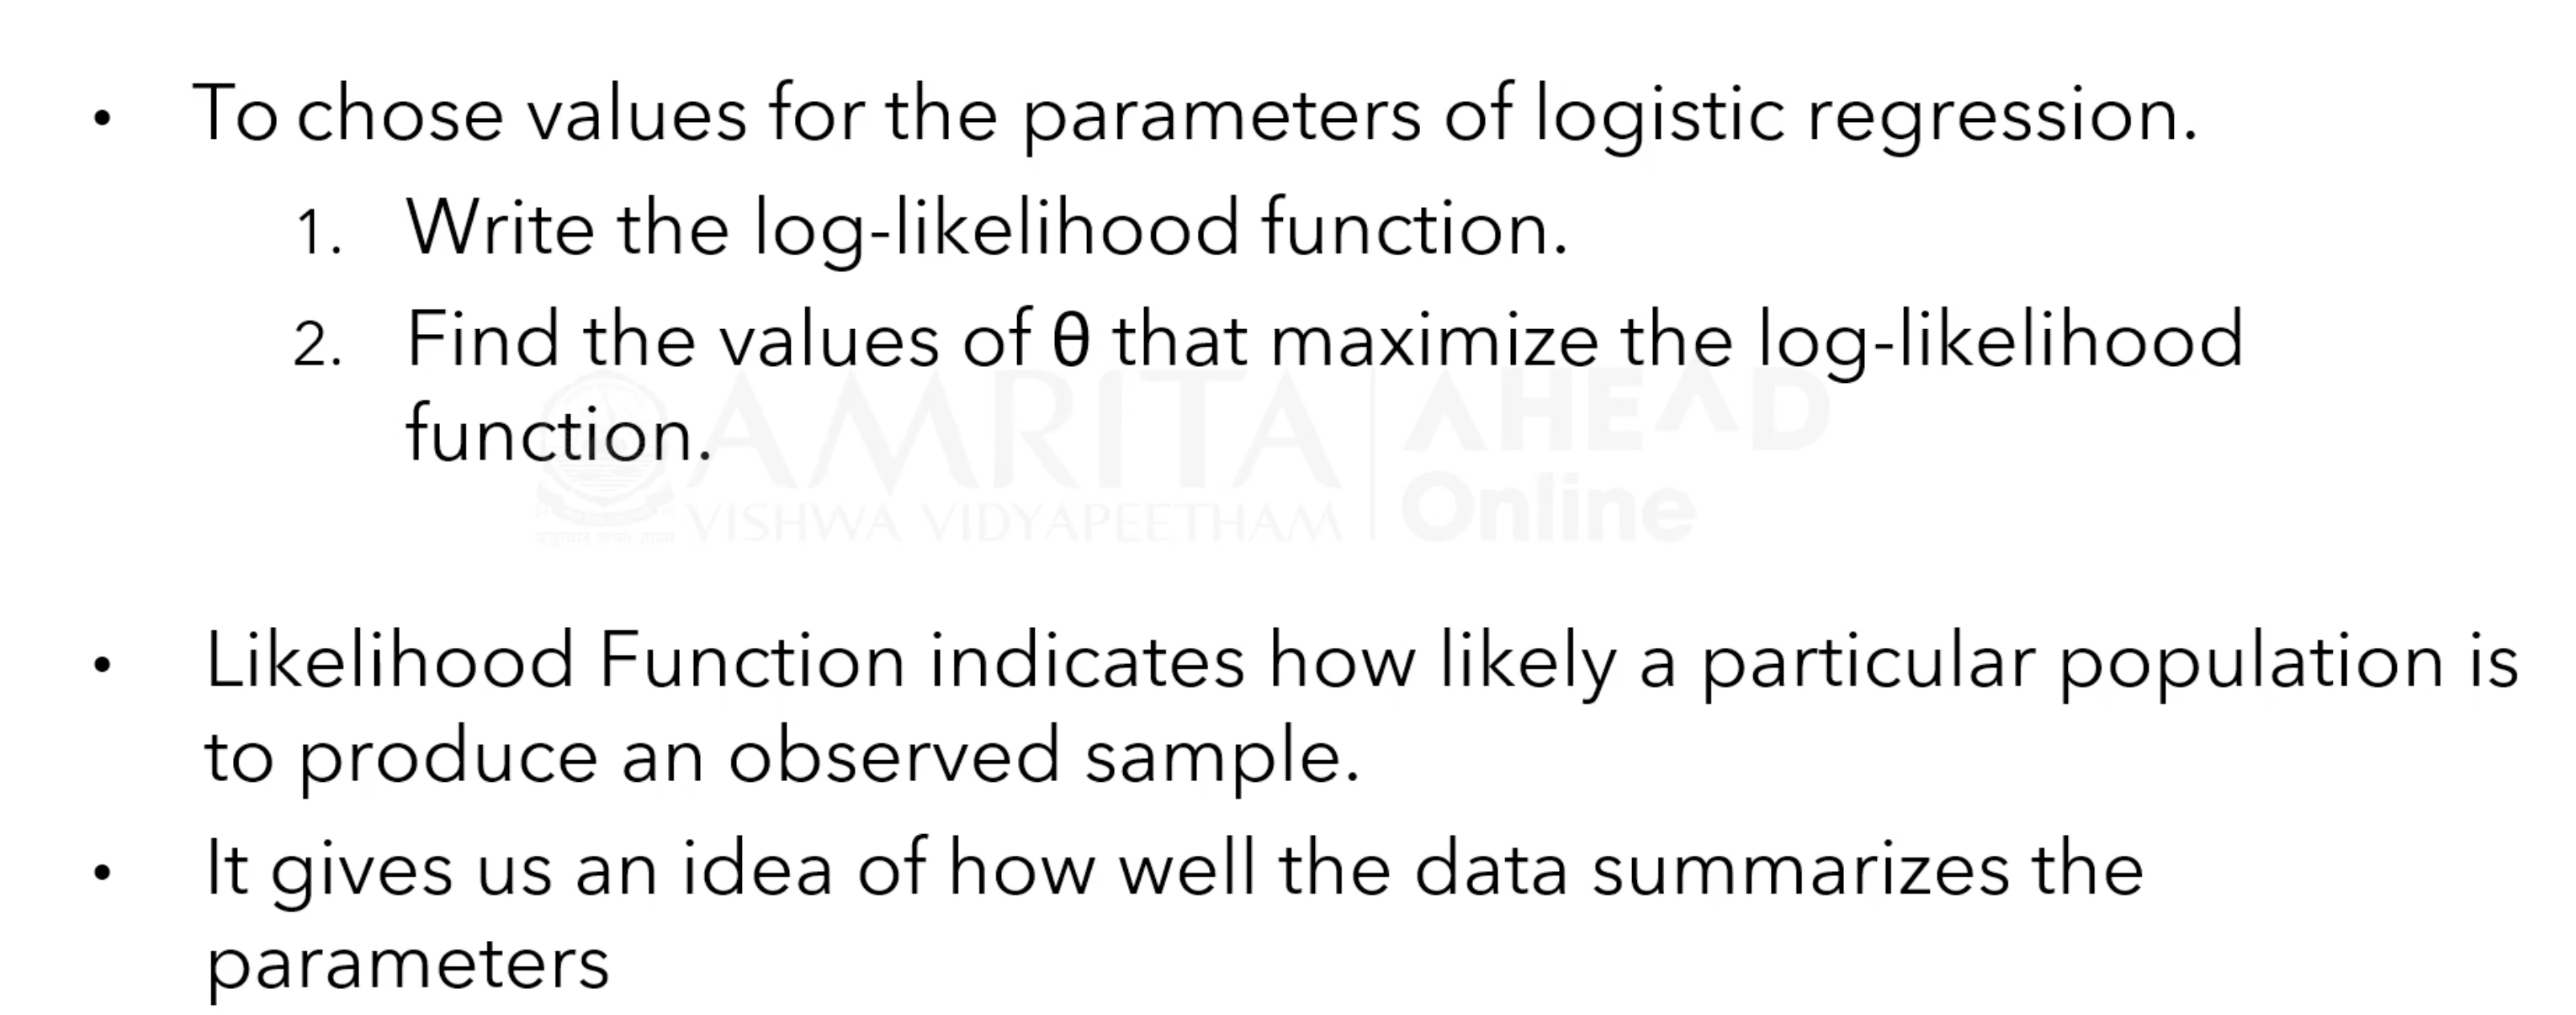 • To chose values for the parameters of logistic regression.
1. Write the log-likelihood function.
2. Find the values of θ that maximize the log-likelihood
function.
AMRITA
VISHWA VIDYAPEETHAM
AHEAD
Online
• Likelihood Function indicates how likely a particular population is
to produce an observed sample.
• It gives us an idea of how well the data summarizes the
parameters